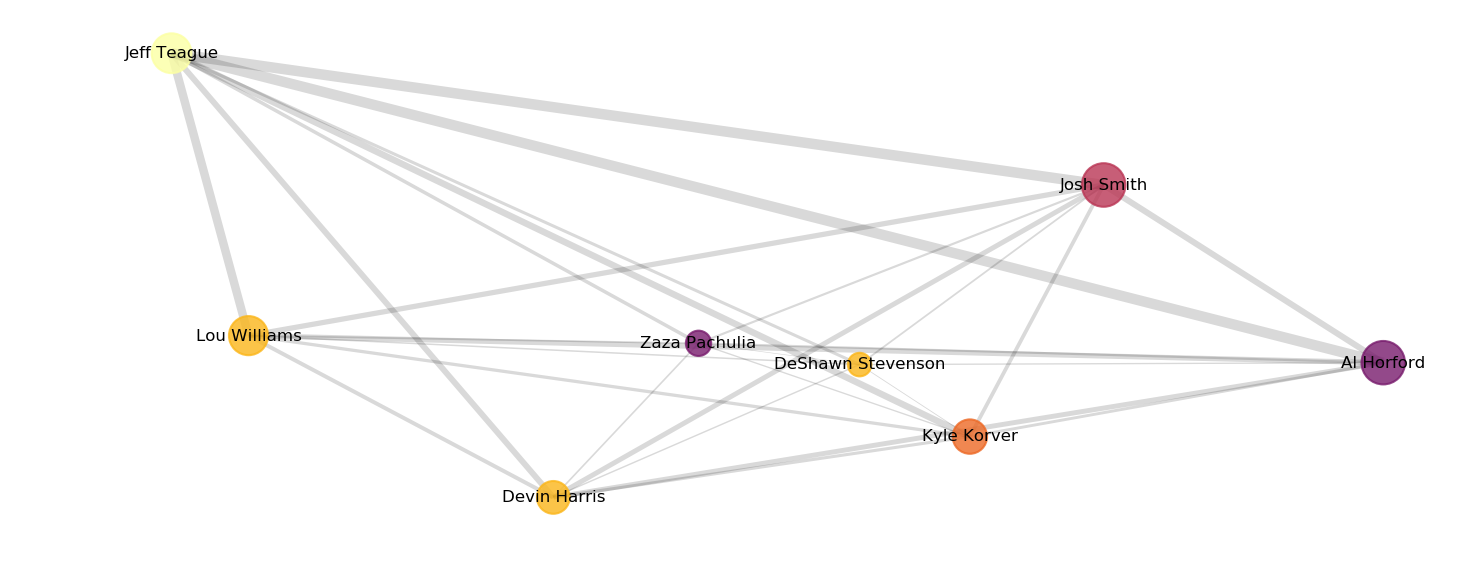 Jeff Teague
Josh Smith
Lou Williams
Zaza Pachulia
DeShawn Stevenson
Al Horford
Kyle Korver
Devin Harris